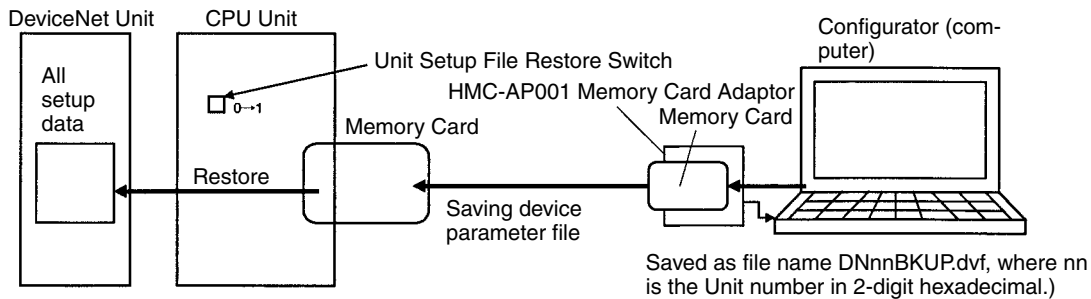 DeviceNet Unit
CPU Unit
Configurator (com-
puter)
All
setup
data
Unit Setup File Restore Switch
0→1
HMC-AP001 Memory Card Adaptor
Memory Card
Memory Card
Restore
Saving device
parameter file
Saved as file name DNnnBKUP.dvf, where nn
is the Unit number in 2-digit hexadecimal.)